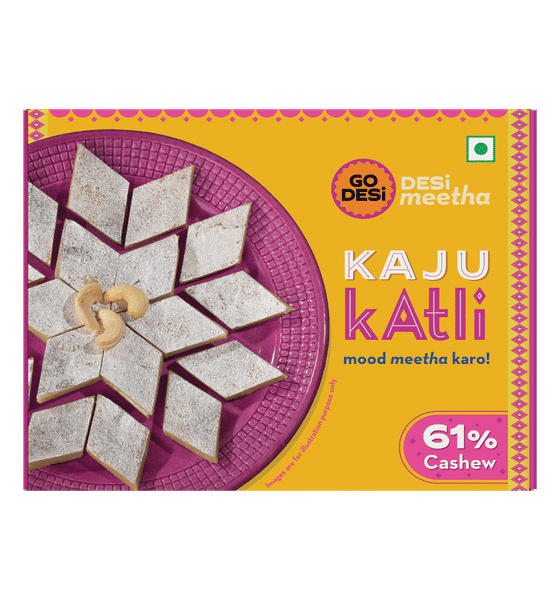 GO
DESi
DESi
meetha
KAJU
kAtli
mood meetha karo!
Images are for illustration purpose only
61%
Cashew